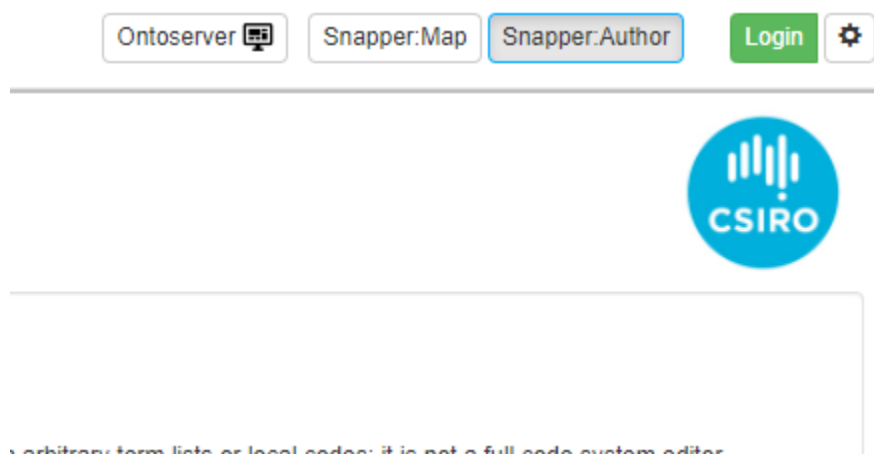 Ontoserver Snapper:Map Snapper:Author Login
CSIRO
arbitrary term lists or local codes; it is not a full code system editor